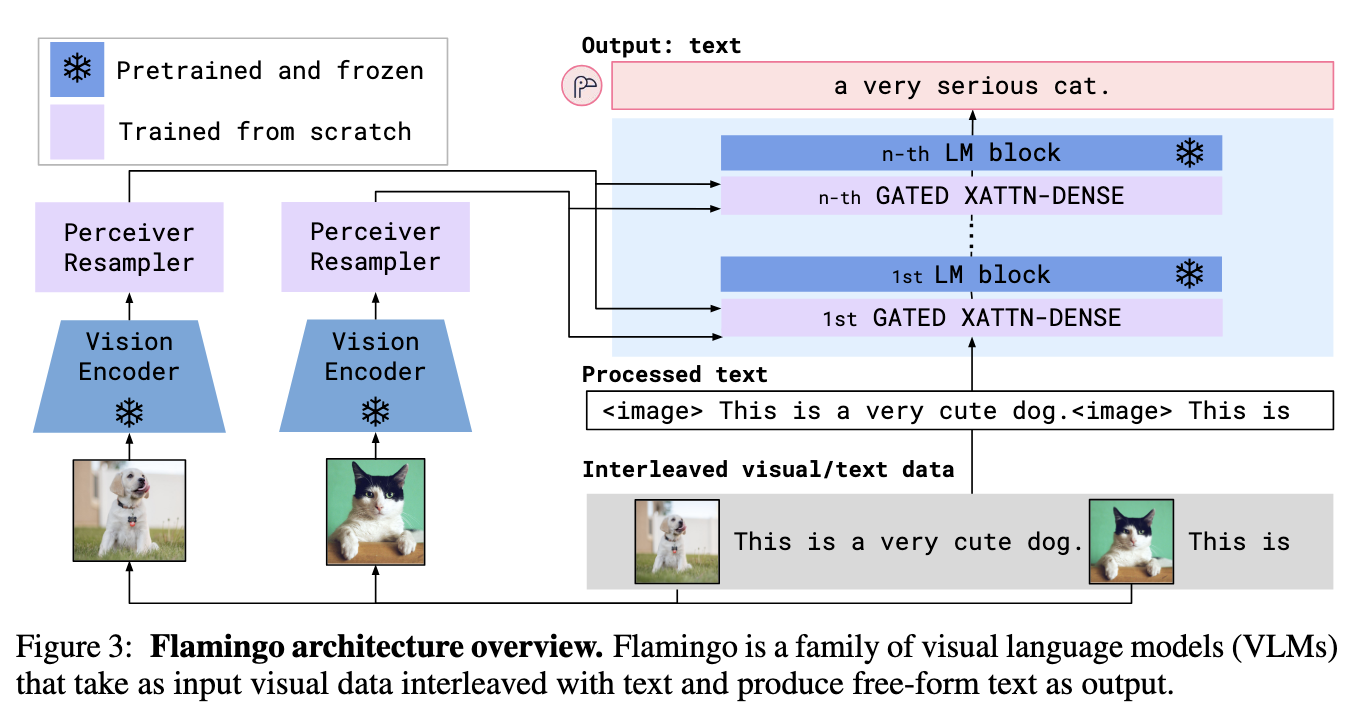 Pretrained and frozen
Trained from scratch
Output: text
a very serious cat.
n-th LM block
n-th GATED XATTN-DENSE
1st LM block
1st GATED XATTN-DENSE
Perceiver
Resampler
Perceiver
Resampler
Vision
Encoder
Vision
Encoder
Processed text
<image> This is a very cute dog.<image> This is
Interleaved visual/text data
This is a very cute dog.
This is
Figure 3: Flamingo architecture overview. Flamingo is a family of visual language models (VLMs)
that take as input visual data interleaved with text and produce free-form text as output.